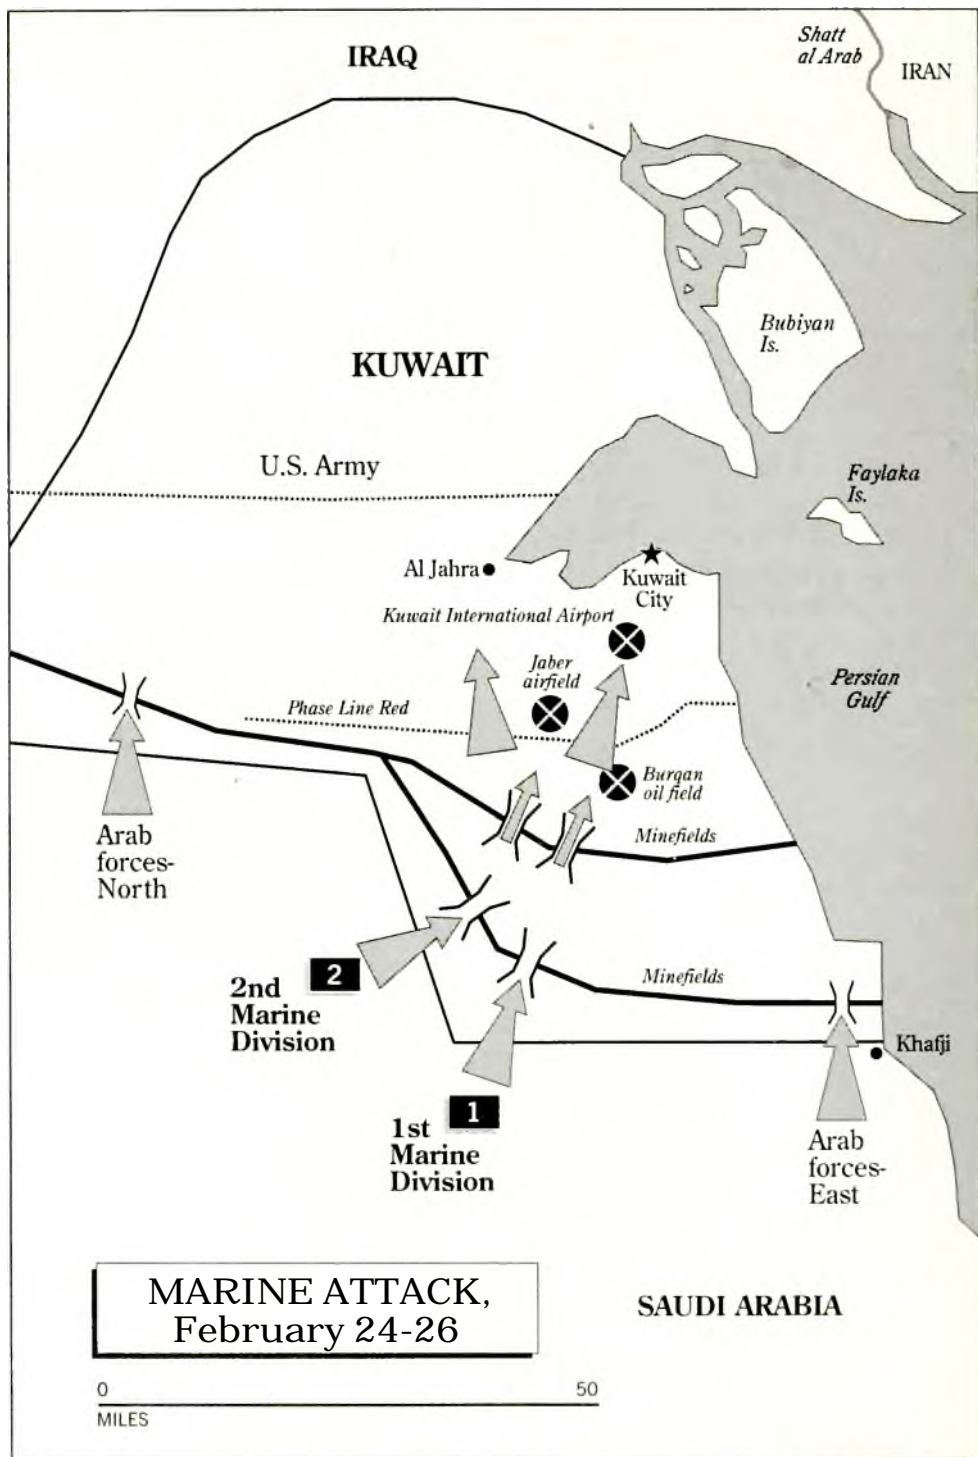 Shatt
al Arab
IRAQ
IRAN
Bubiyan
Is.
KUWAIT
U.S. Army
Faylaka
Is.
Al Jahra
Kuwait
City
Kuwait International Airport
Jaber
airfield
Persian
Gulf
Phase Line Red
Burqan
oil field
Arab
forces-
North
Minefields
2
2nd
Marine
Division
Minefields
Khafji
1
1st
Marine
Division
Arab
forces-
East
MARINE ATTACK,
February 24-26
SAUDI ARABIA
0 50
MILES